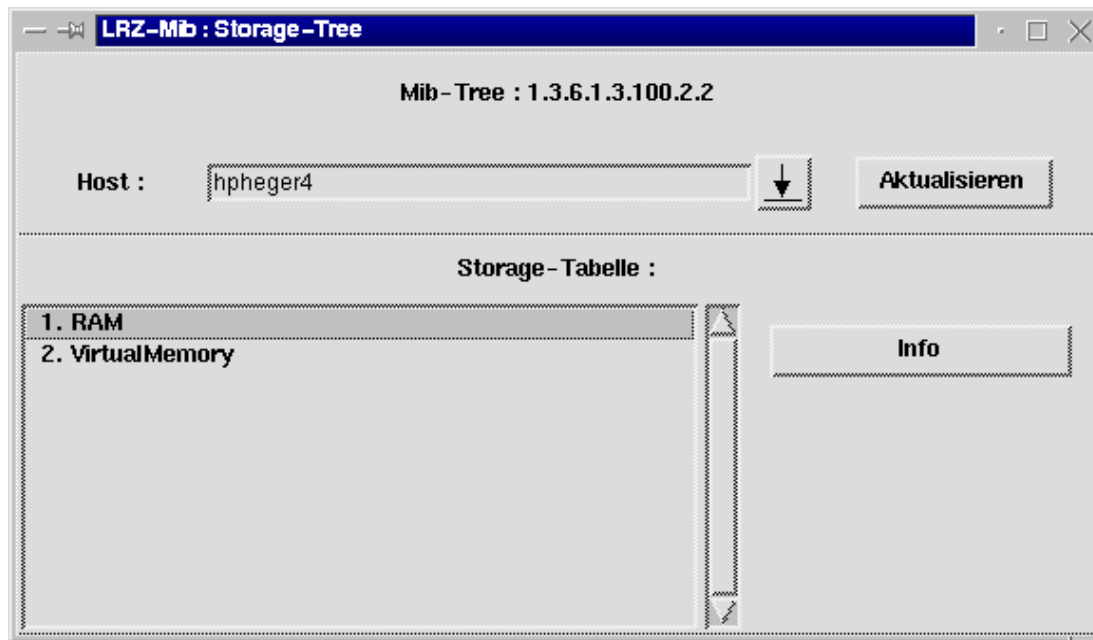 LRZ-Mib : Storage-Tree
Mib-Tree : 1.3.6.1.3.100.2.2
Host : hpheger4 Aktualisieren
Storage-Tabelle :
1. RAM
2. VirtualMemory
Info